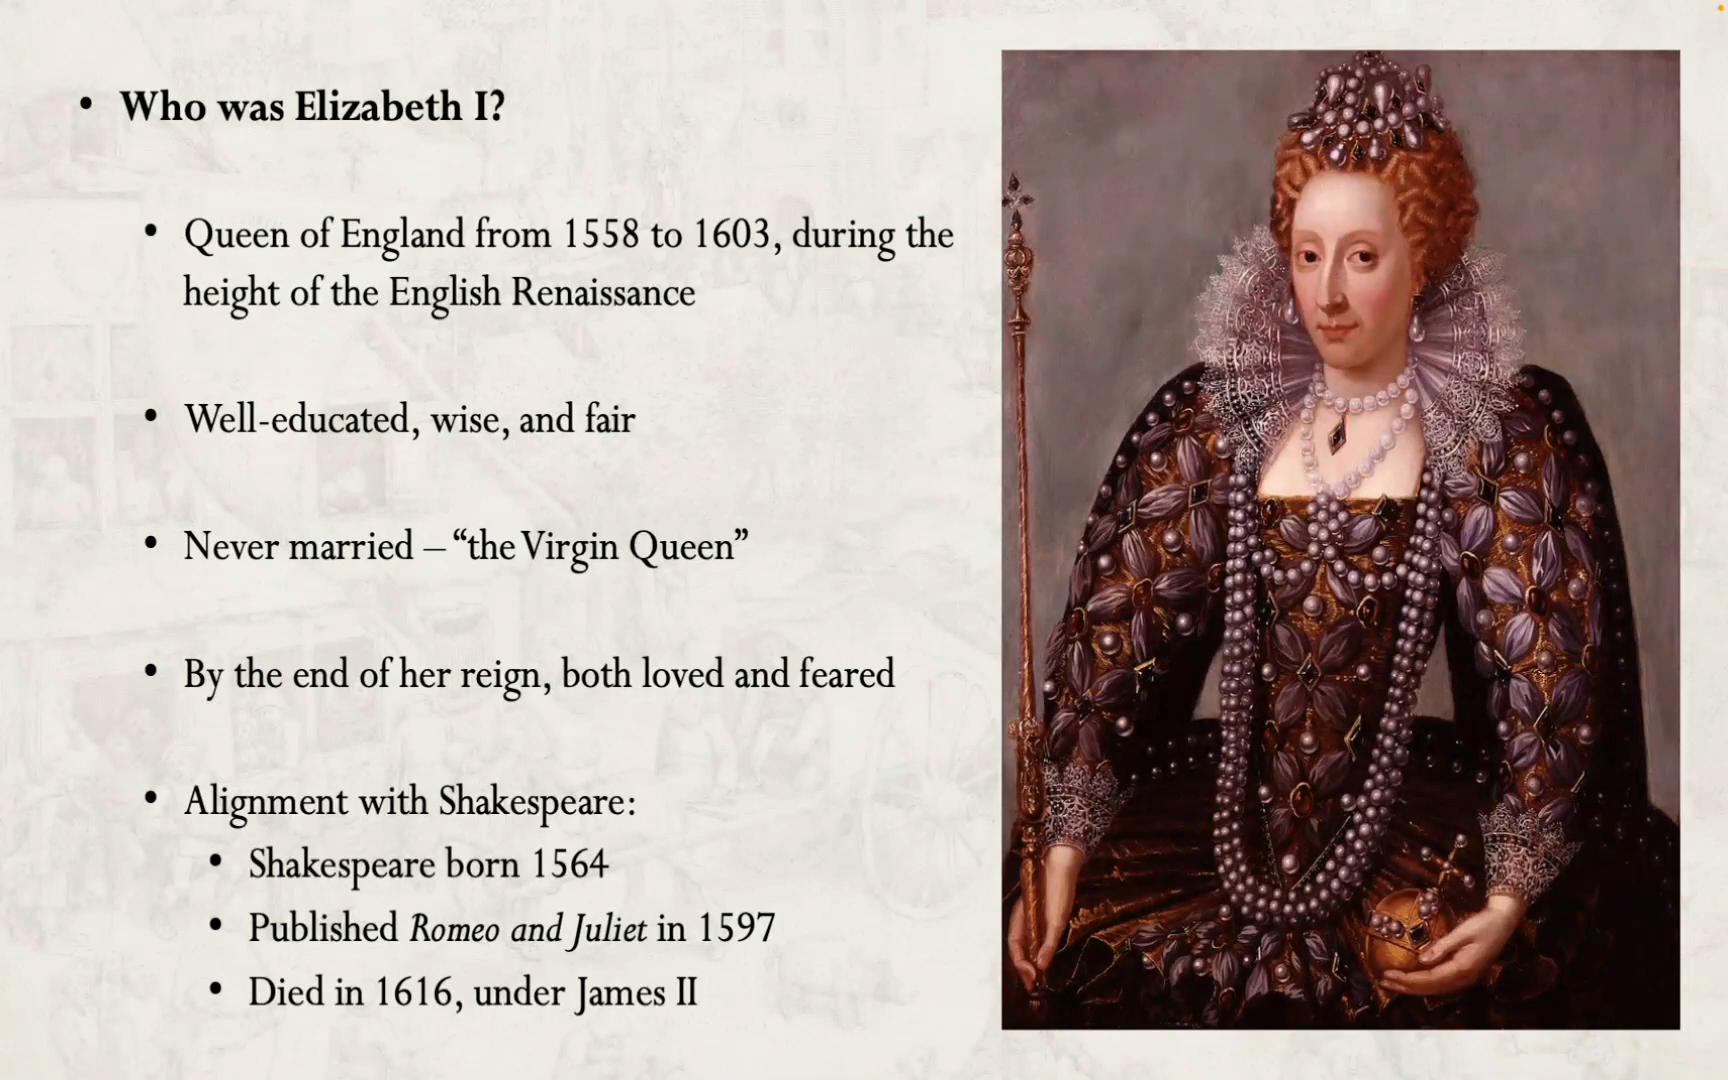 • Who was Elizabeth I?
• Queen of England from 1558 to 1603, during the
height of the English Renaissance
• Well-educated, wise, and fair
• Never married – “the Virgin Queen”
• By the end of her reign, both loved and feared
• Alignment with Shakespeare:
• Shakespeare born 1564
• Published Romeo and Juliet in 1597
• Died in 1616, under James II